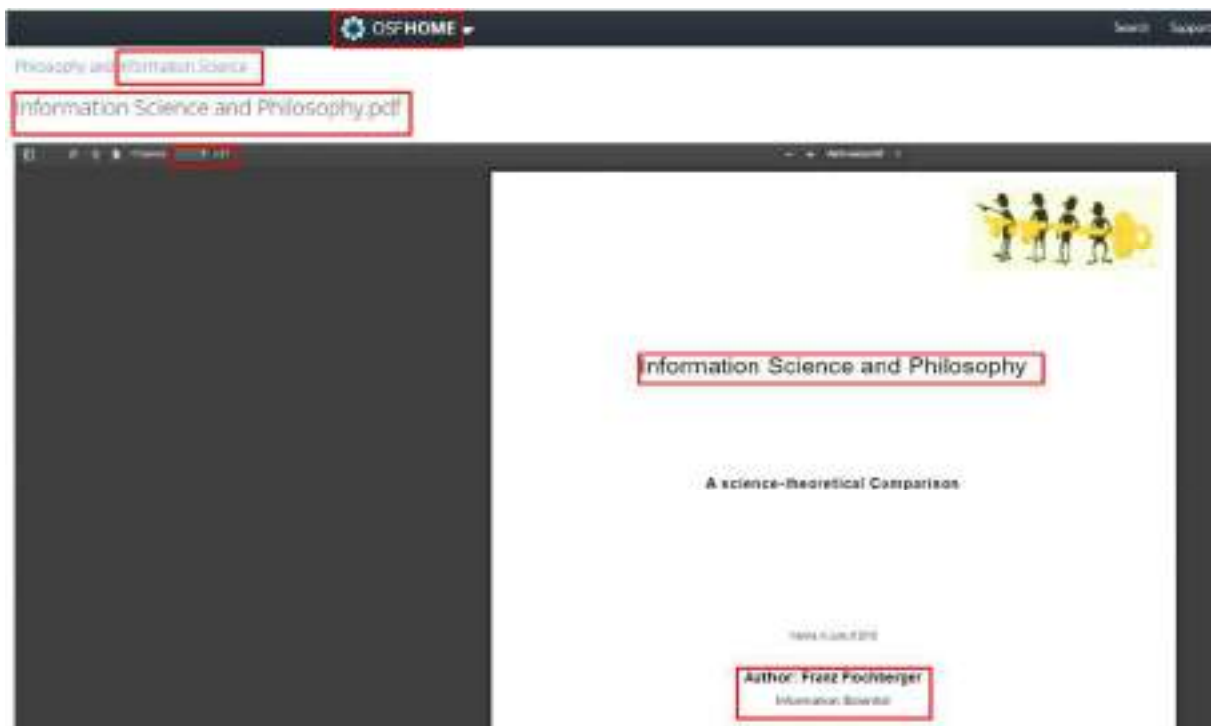 OSFHOME
Search Support
Philosophy and Information Science
Information Science and Philosophy.pdf
Information Science and Philosophy
A science-theoretical Comparison
Author: Franz Plochberger
Information Scientist